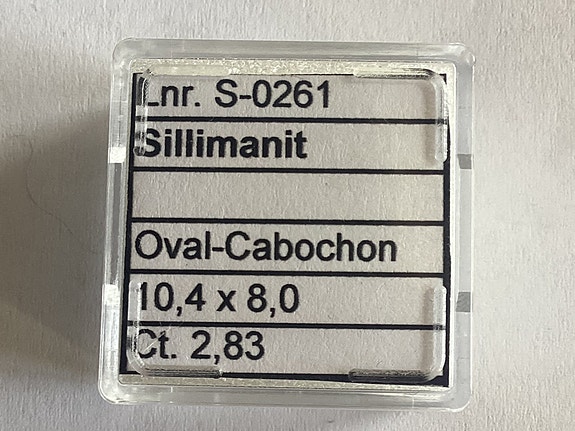 Lnr. S-0261
Sillimanit
Oval-Cabochon
10,4 x 8,0
Ct. 2,83